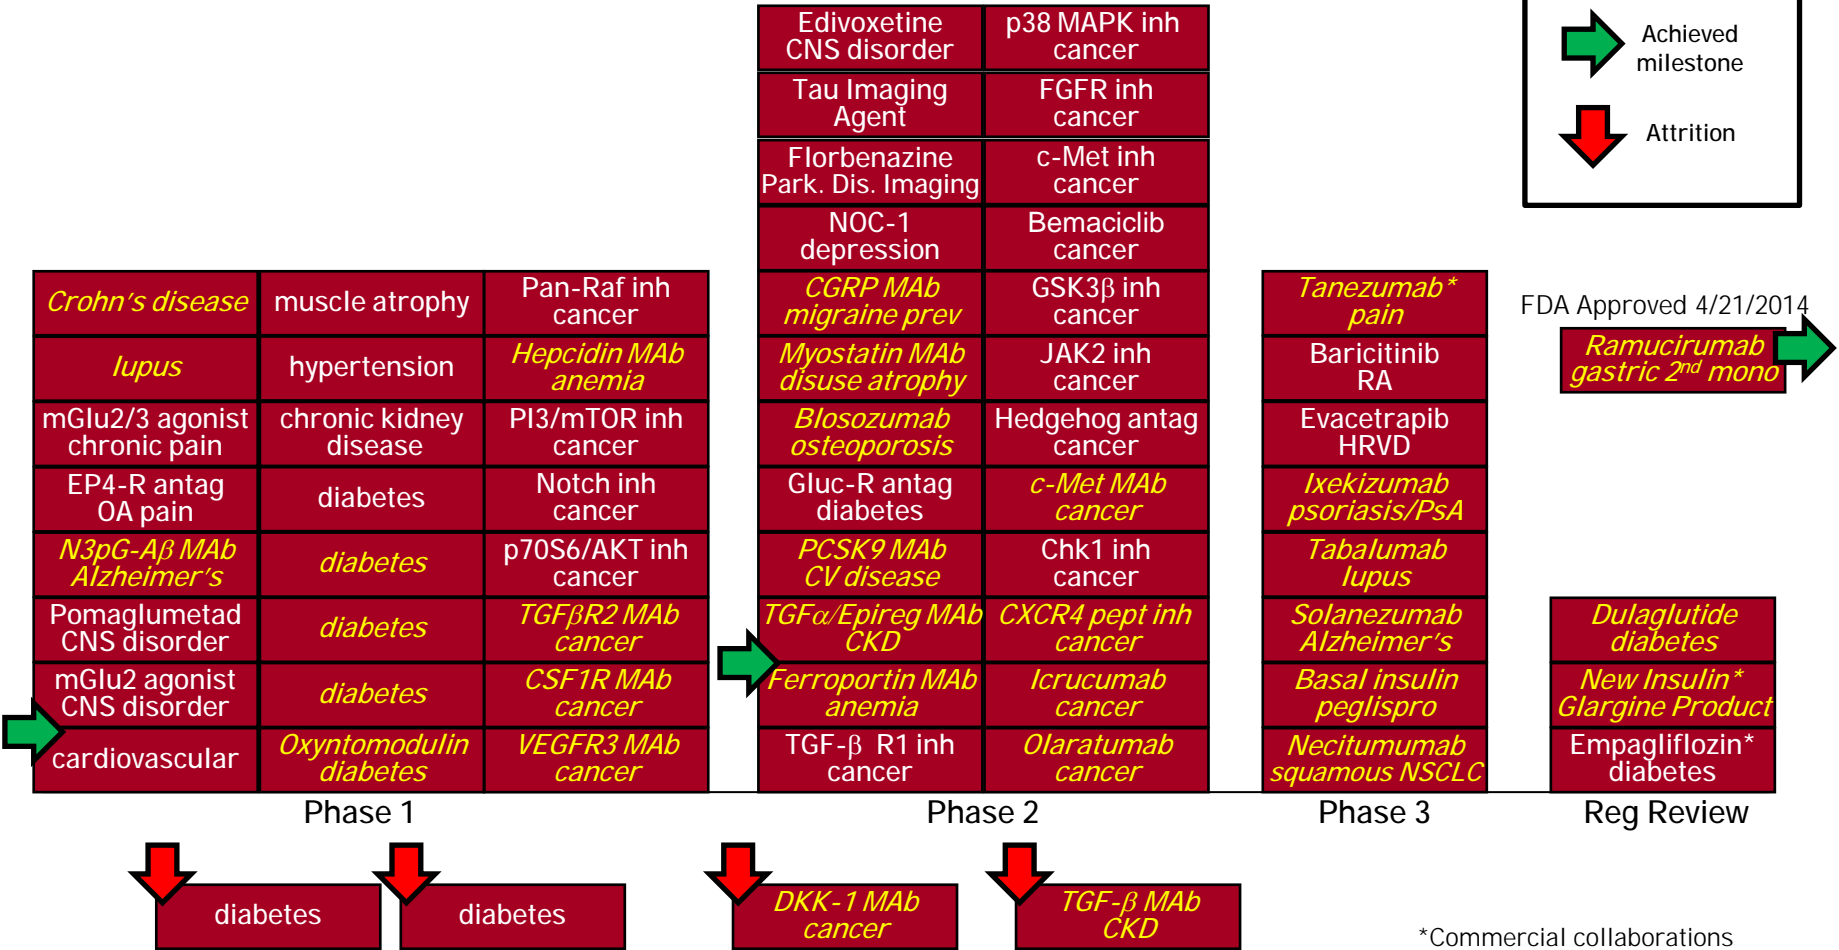 Achieved
milestone
Attrition
Edivoxetine
CNS disorder
p38 MAPK inh
cancer
Tau Imaging
Agent
FGFR inh
cancer
Florbenazine
Park. Dis. Imaging
c-Met inh
cancer
NOC-1
depression
Bemaciclib
cancer
Crohn's disease
muscle atrophy
Pan-Raf inh
cancer
CGRP MAb
migraine prev
GSK3β inh
cancer
Tanezumab*
pain
FDA Approved 4/21/2014
Ramucirumab
gastric 2nd mono
lupus
hypertension
Hepcidin MAb
anemia
Myostatin MAb
disuse atrophy
JAK2 inh
cancer
Baricitinib
RA
mGlu2/3 agonist
chronic pain
chronic kidney
disease
PI3/mTOR inh
cancer
Blosozumab
osteoporosis
Hedgehog antag
cancer
Evacetrapib
HRVD
EP4-R antag
OA pain
diabetes
Notch inh
cancer
Gluc-R antag
diabetes
c-Met MAb
cancer
Ixekizumab
psoriasis/PsA
N3pG-Aβ MAb
Alzheimer's
diabetes
p70S6/AKT inh
cancer
PCSK9 MAb
CV disease
Chk1 inh
cancer
Tabalumab
lupus
Pomaglumetad
CNS disorder
diabetes
TGFβR2 MAb
cancer
TGFα/Epireg MAb
CKD
CXCR4 pept inh
cancer
Solanezumab
Alzheimer's
Dulaglutide
diabetes
mGlu2 agonist
CNS disorder
diabetes
CSF1R MAb
cancer
Ferroportin MAb
anemia
Icrucumab
cancer
Basal insulin
peglispro
New Insulin*
Glargine Product
cardiovascular
Oxyntomodulin
diabetes
VEGFR3 MAb
cancer
TGF-β R1 inh
cancer
Olaratumab
cancer
Necitumumab
squamous NSCLC
Empagliflozin*
diabetes
Phase 1
Phase 2
Phase 3
Reg Review
diabetes
diabetes
DKK-1 MAb
cancer
TGF-β MAb
CKD
*Commercial collaborations